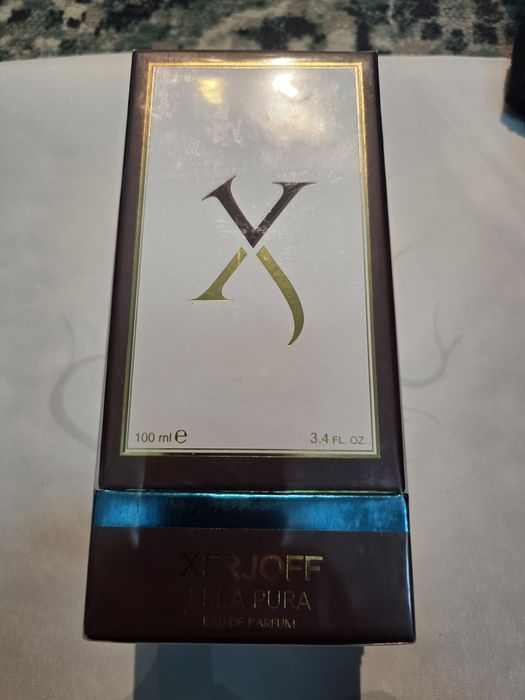 100 ml e
3.4 FL. OZ.
XERJOFF
ERBA PURA
EAU DE PARFUM